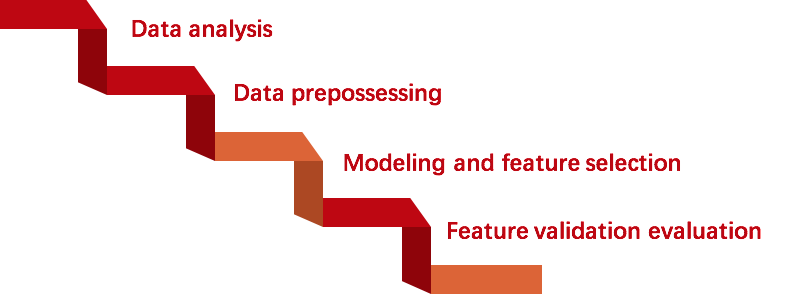 Data analysis
Data prepossessing
Modeling and feature selection
Feature validation evaluation